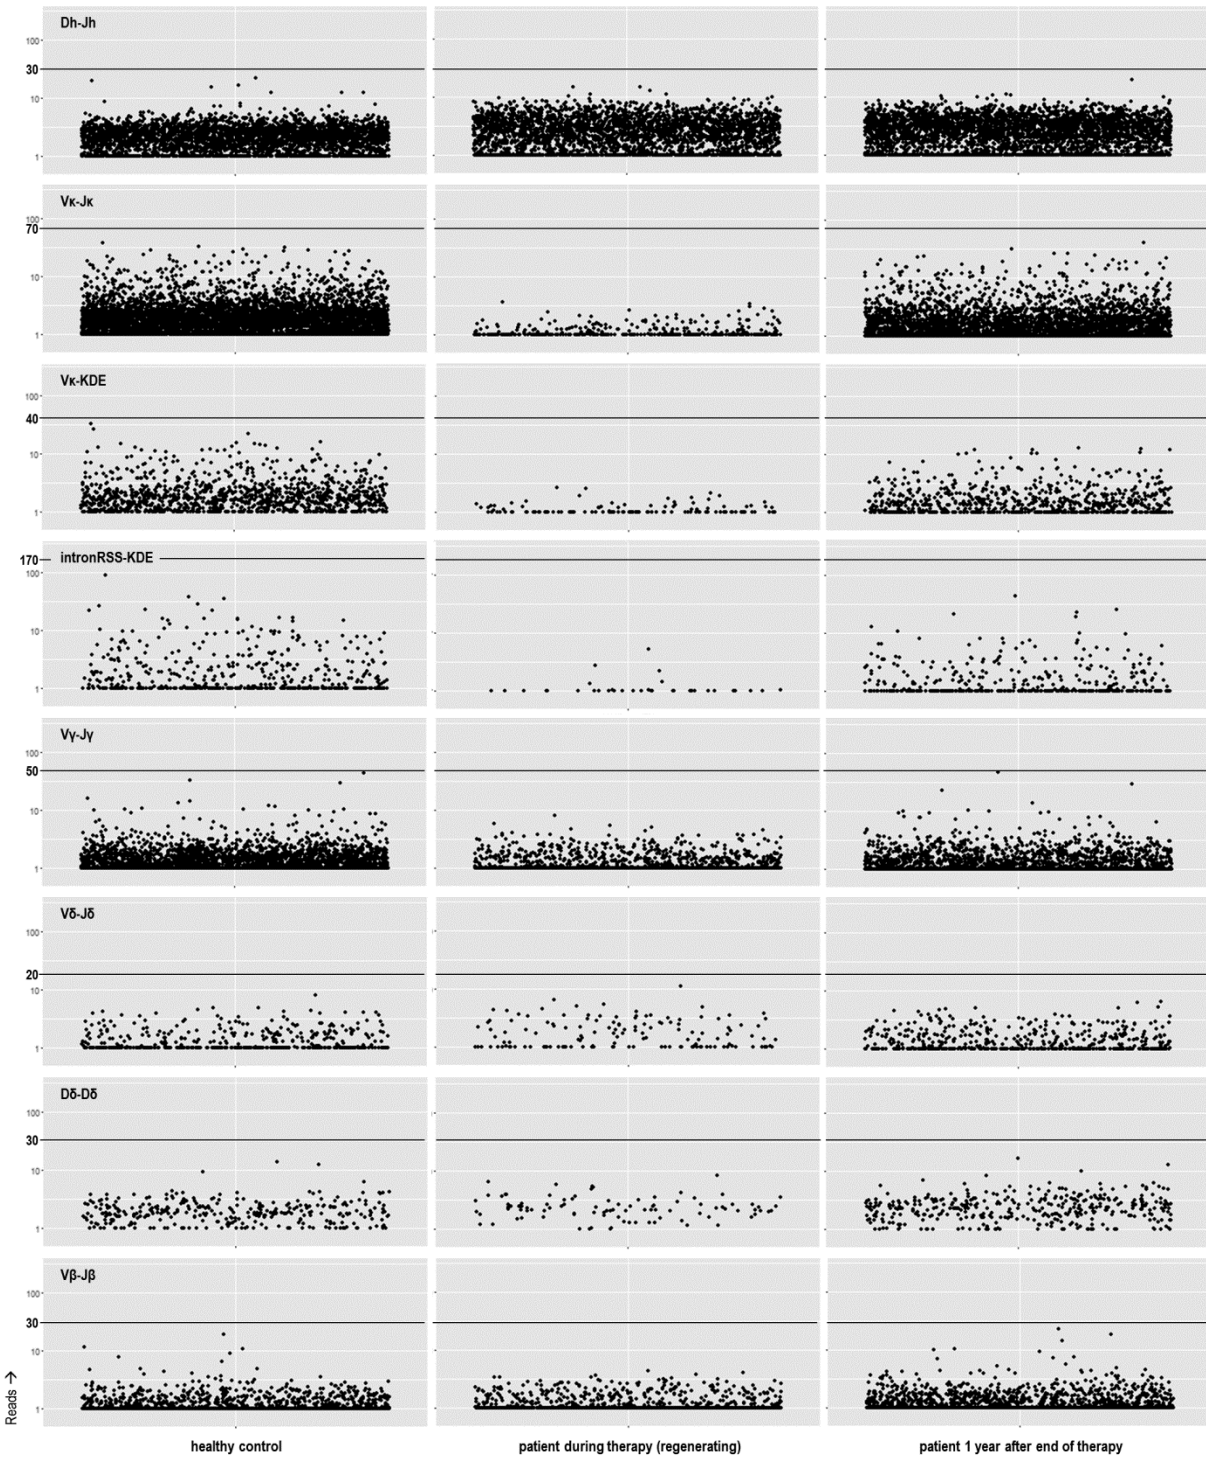 Dh-Jh
100
30
10
1
Vκ-Jκ
100
70
10
1
Vκ-KDE
100
40
10
1
170
intronRSS-KDE
100
10
1
Vγ-Jγ
100
50
10
1
Vδ-Jδ
100
20
10
1
Dδ-Dδ
100
30
10
1
Vβ-Jβ
100
30
10
1
Reads →
healthy control
patient during therapy (regenerating)
patient 1 year after end of therapy